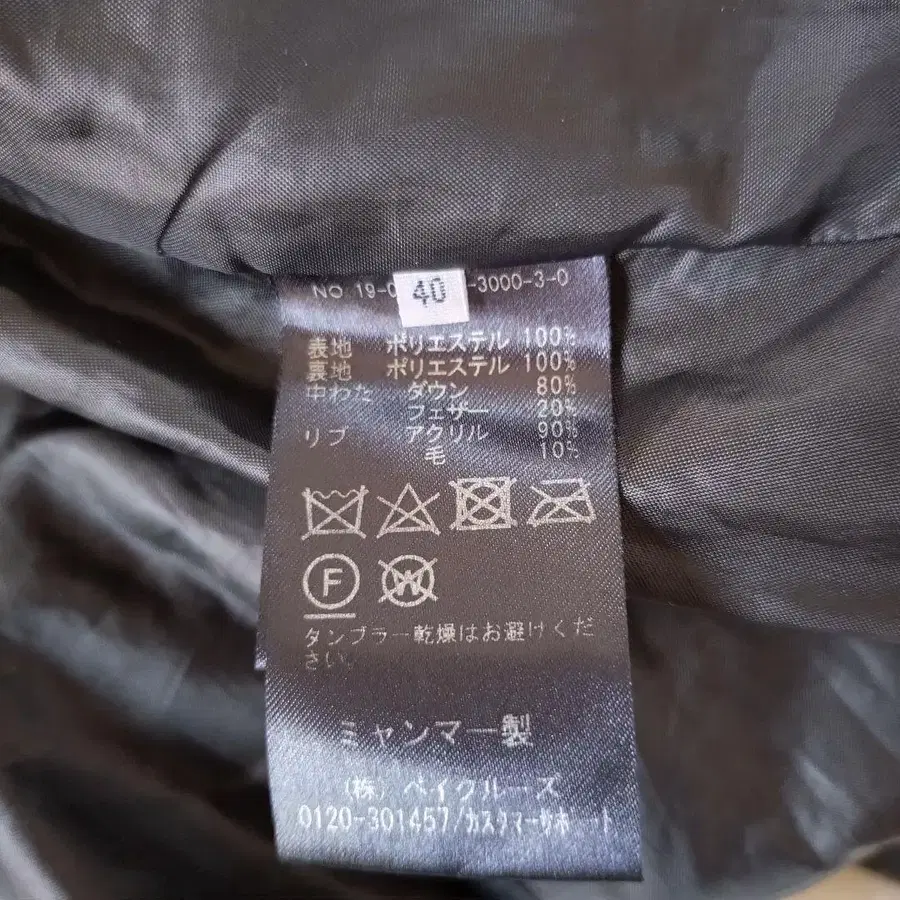 NO 19-0 -3000-3-0
40
表地 ポリエステル 100%
裏地 ポリエステル 100%
中わた ダウン 80%
フェザー 20%
リブ アクリル 90%
毛 10%
F W
タンブラー乾燥はお避けくだ
さい。
ミャンマー製
(株) ベイクルーズ
0120-301457/カスタマーサポート